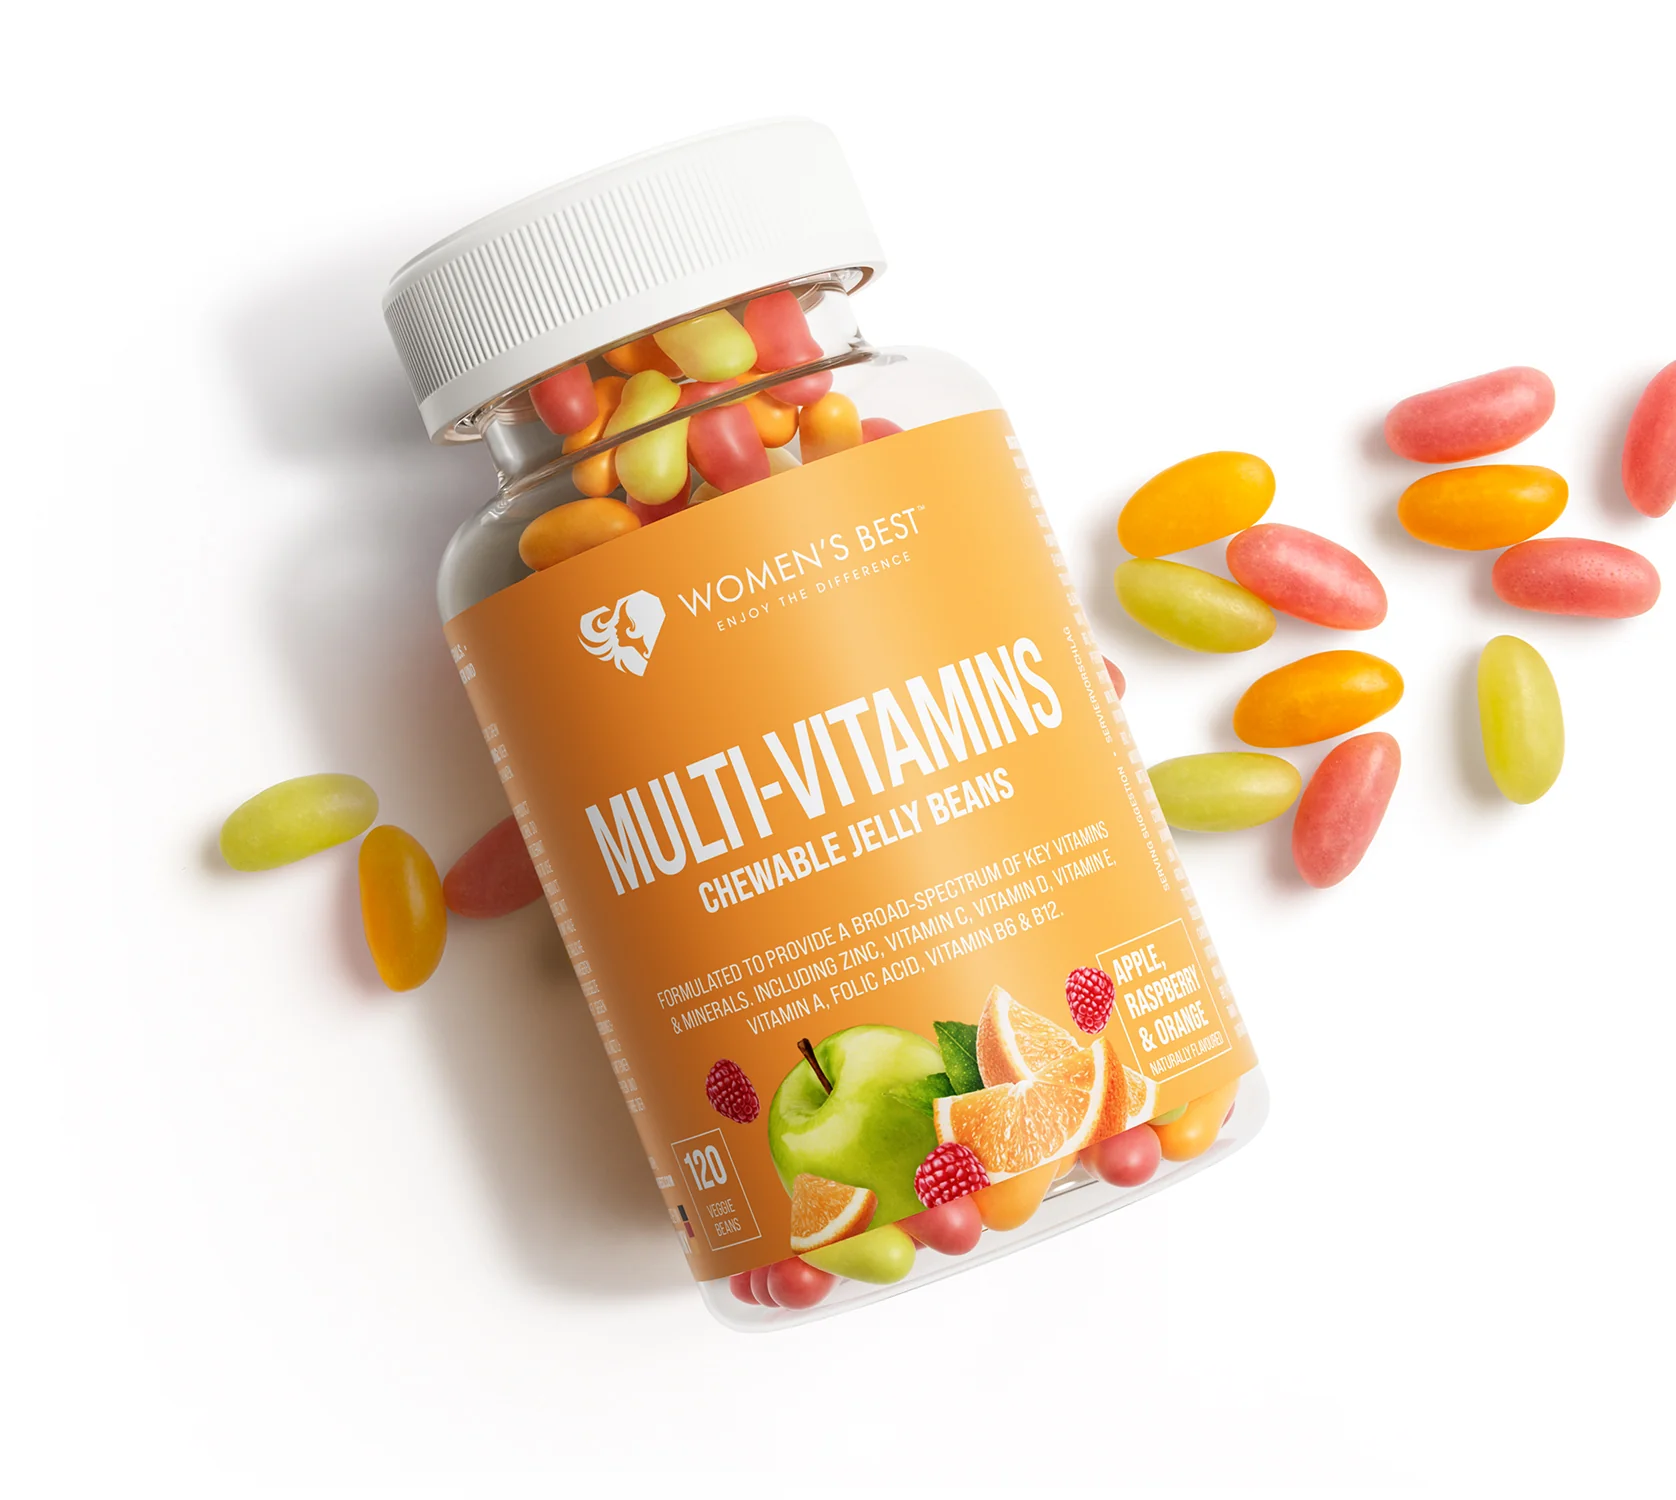 WOMEN'S BEST™
ENJOY THE DIFFERENCE
MULTI-VITAMINS
CHEWABLE JELLY BEANS
FORMULATED TO PROVIDE A BROAD-SPECTRUM OF KEY VITAMINS
& MINERALS, INCLUDING ZINC, VITAMIN C, VITAMIN D, VITAMIN E,
VITAMIN A, FOLIC ACID, VITAMIN B6 & B12.
APPLE,
RASPBERRY
& ORANGE
NATURALLY FLAVOURED
120
VEGGIE
BEANS
SERVING SUGGESTION • SERVIERVORSCHLAG